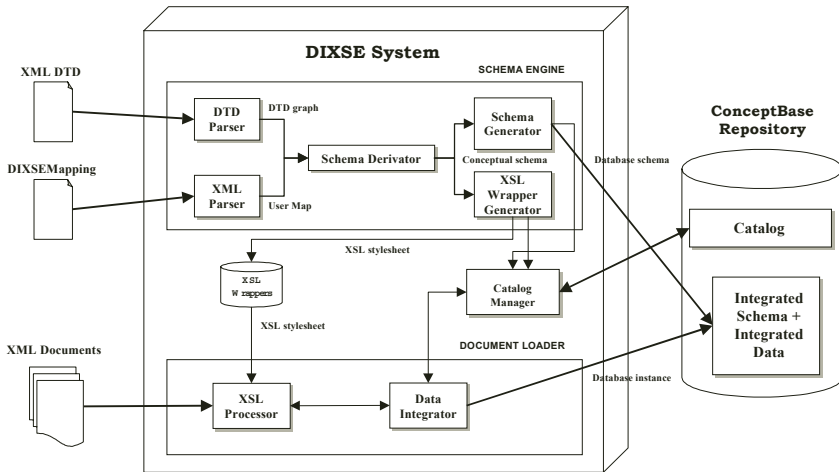 DIXSE System
XML DTD
SCHEMA ENGINE
DTD
Parser
DTD graph
Schema
Generator
ConceptBase
Repository
Schema Derivator
Conceptual schema
Database schema
DIXSEMapping
XML
Parser
User Map
XSL
Wrapper
Generator
XSL stylesheet
Catalog
XSL
Wrappers
Catalog
Manager
Integrated
Schema +
Integrated
Data
XSL stylesheet
XML Documents
DOCUMENT LOADER
XSL
Processor
Data
Integrator
Database instance